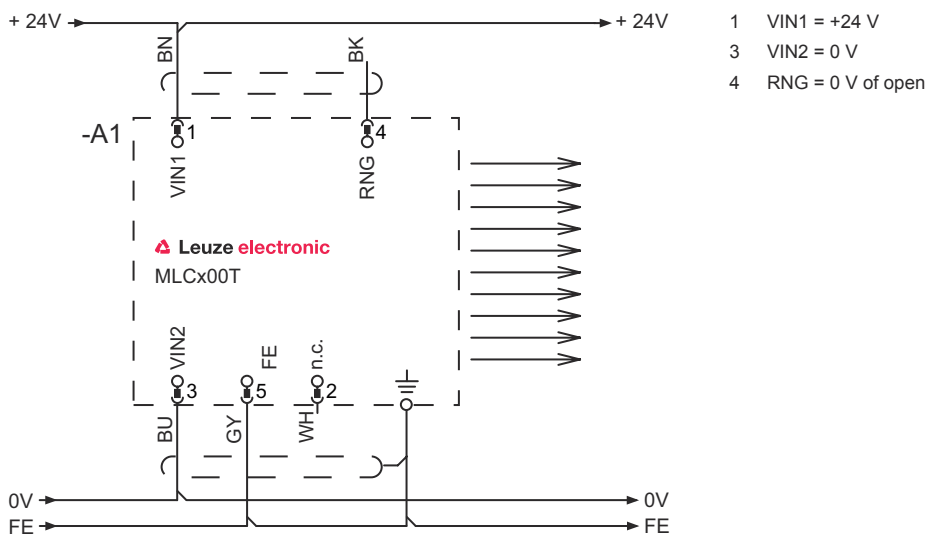 + 24V
+ 24V
1 VIN1 = +24 V
3 VIN2 = 0 V
4 RNG = 0 V of open
BN
BK
-A1
1
4
VIN1
RNG
Leuze electronic
MLCx00T
VIN2
FE
n.c.
3
5
2
BU
GY
WH
0V
0V
FE
FE